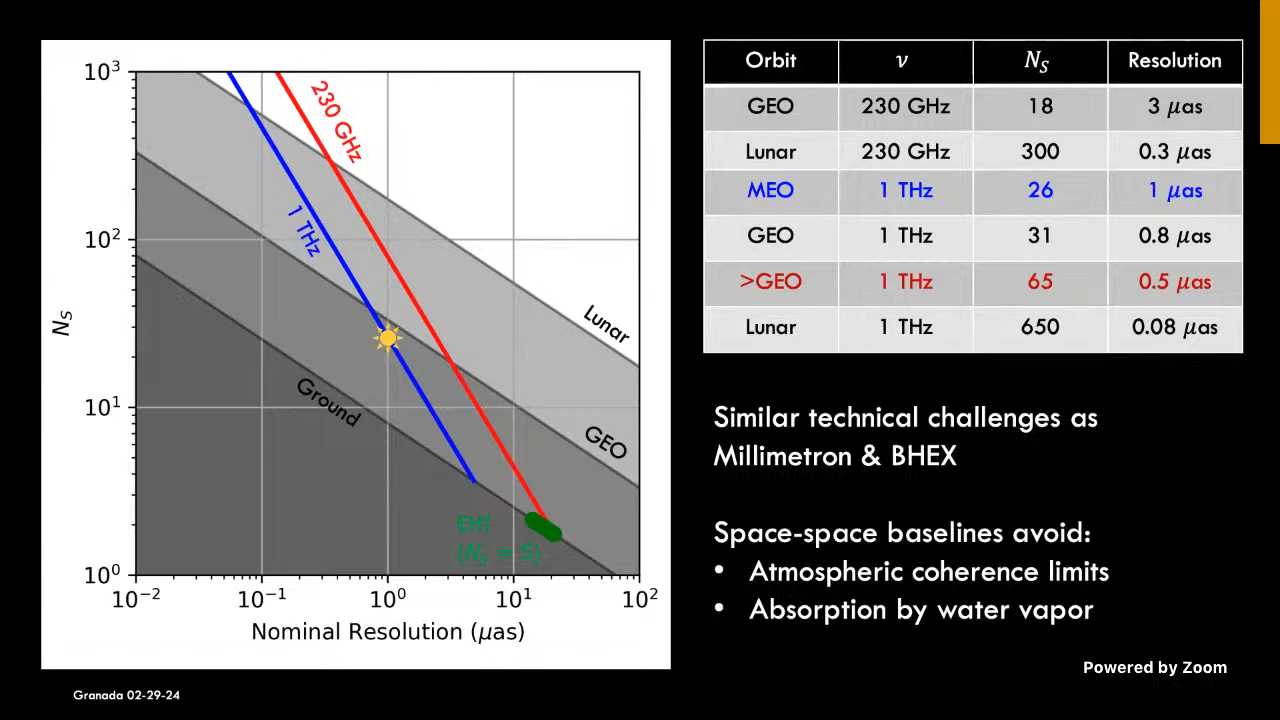 10³
10²
10¹
10⁰
10⁻²
10⁻¹
10⁰
10¹
10²
N_S
Nominal Resolution (μas)
230 GHz
1 THz
Lunar
GEO
Ground
EHT
(N_S = 5)
Orbit ν N_S Resolution
GEO 230 GHz 18 3 μas
Lunar 230 GHz 300 0.3 μas
MEO 1 THz 26 1 μas
GEO 1 THz 31 0.8 μas
>GEO 1 THz 65 0.5 μas
Lunar 1 THz 650 0.08 μas
Similar technical challenges as
Millimetron & BHEX
Space-space baselines avoid:
• Atmospheric coherence limits
• Absorption by water vapor
Powered by Zoom
Granada 02-29-24